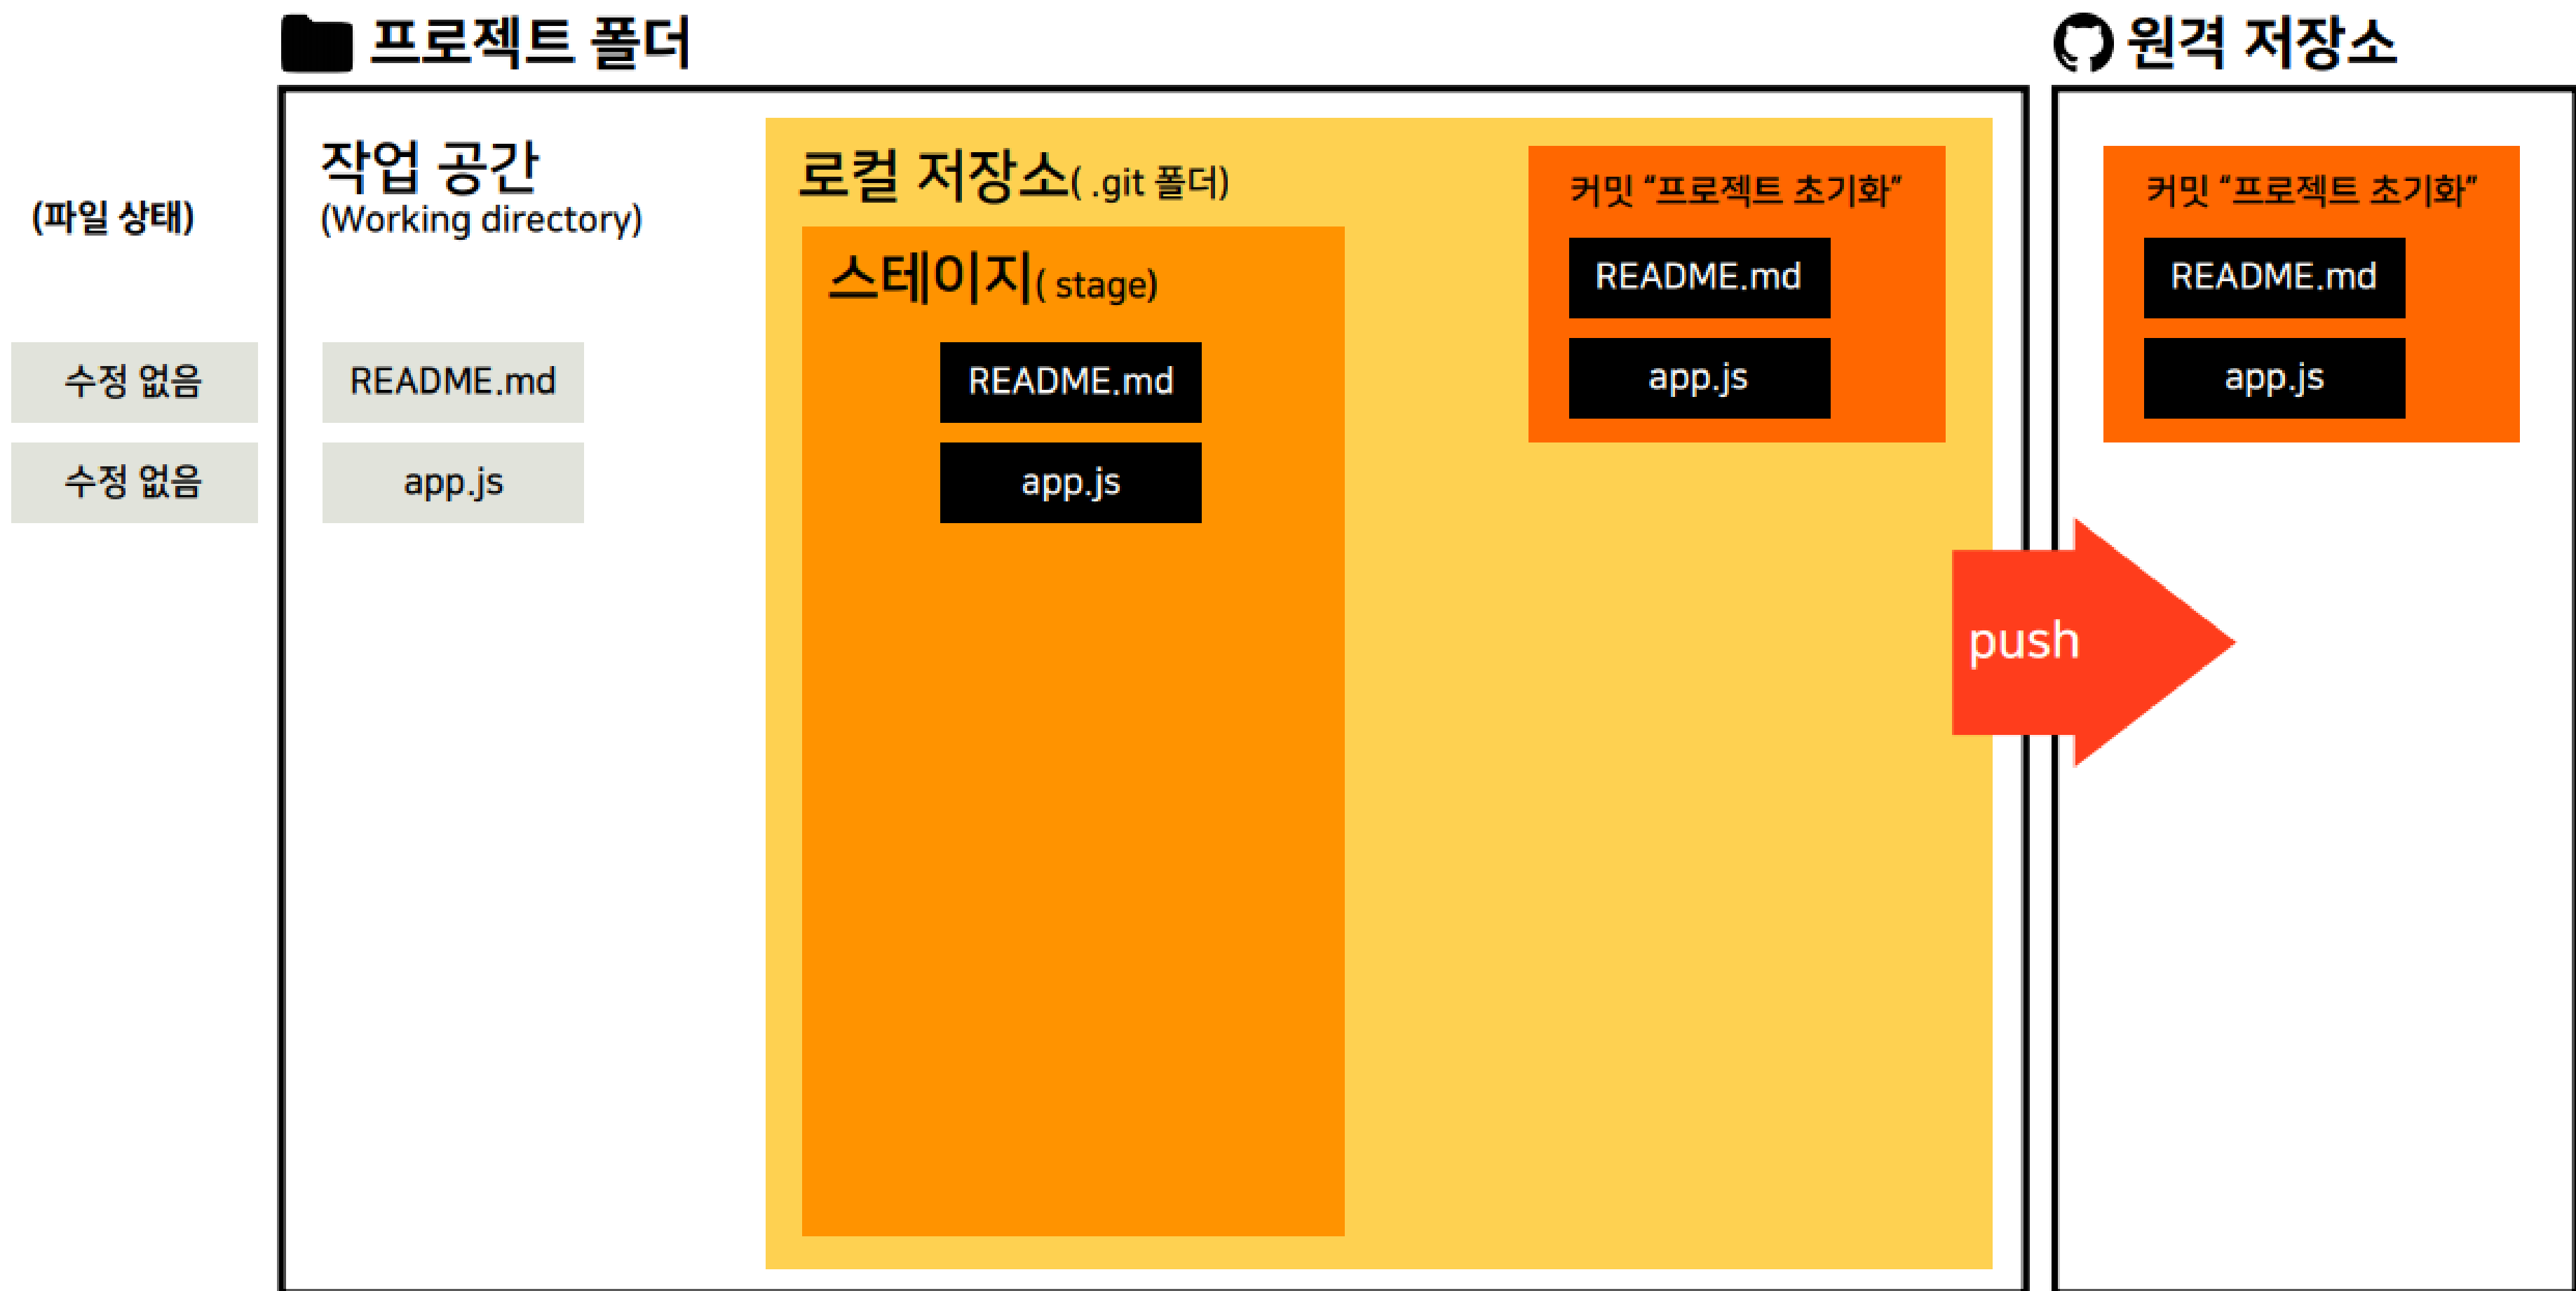 프로젝트 폴더
원격 저장소
(파일 상태)
작업 공간
(Working directory)
로컬 저장소( .git 폴더)
스테이지( stage)
커밋 “프로젝트 초기화”
README.md
app.js
커밋 “프로젝트 초기화”
README.md
app.js
수정 없음
README.md
README.md
수정 없음
app.js
app.js
push